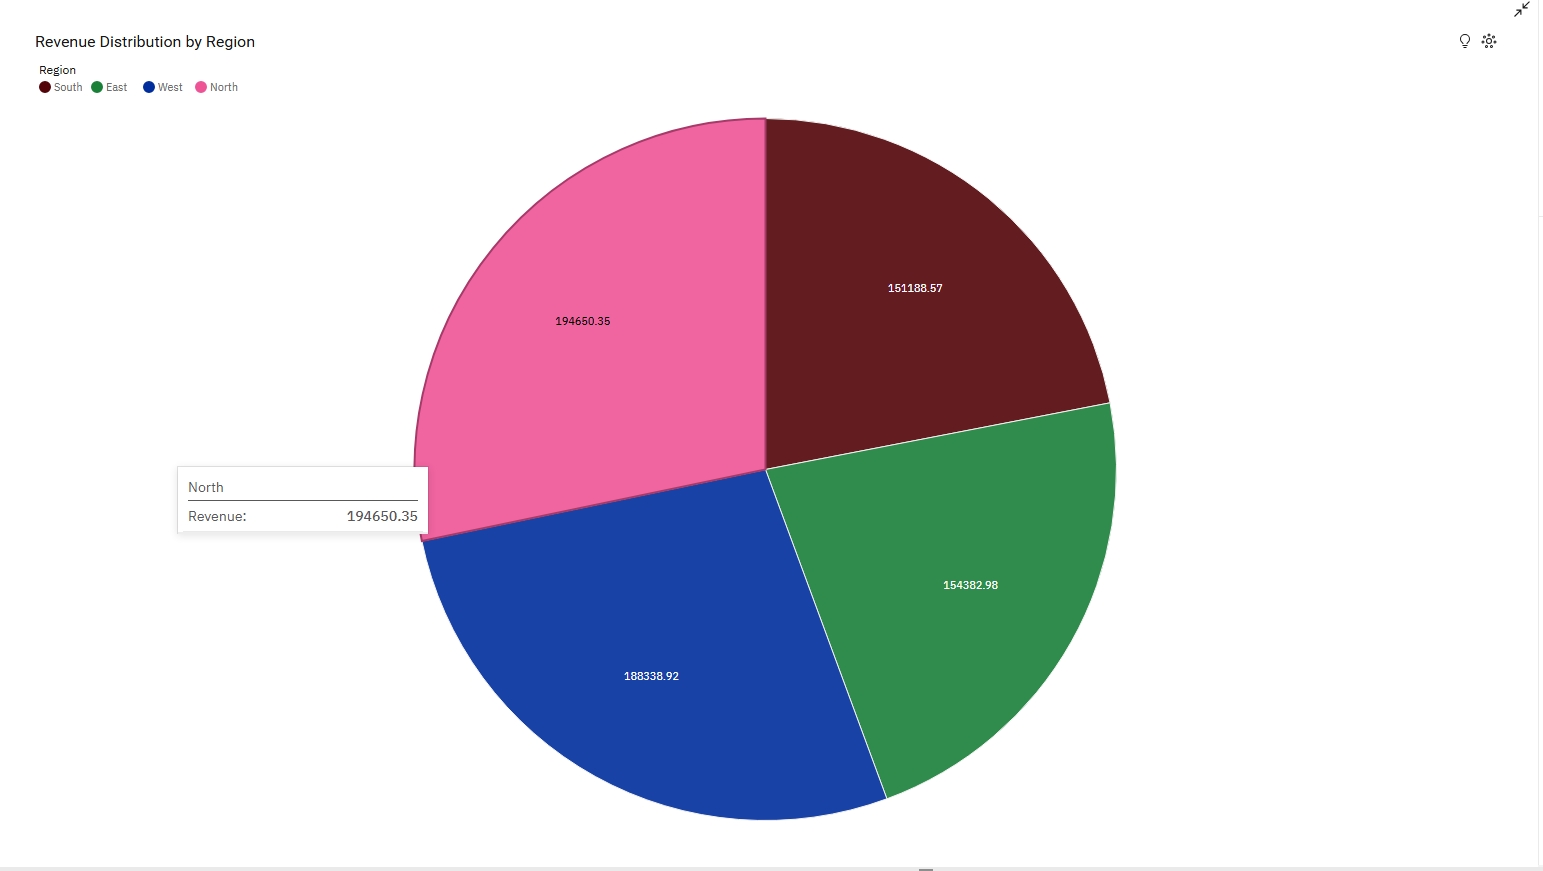 Revenue Distribution by Region
Region
South East West North
151188.57
194650.35
North
Revenue: 194650.35
154382.98
188338.92